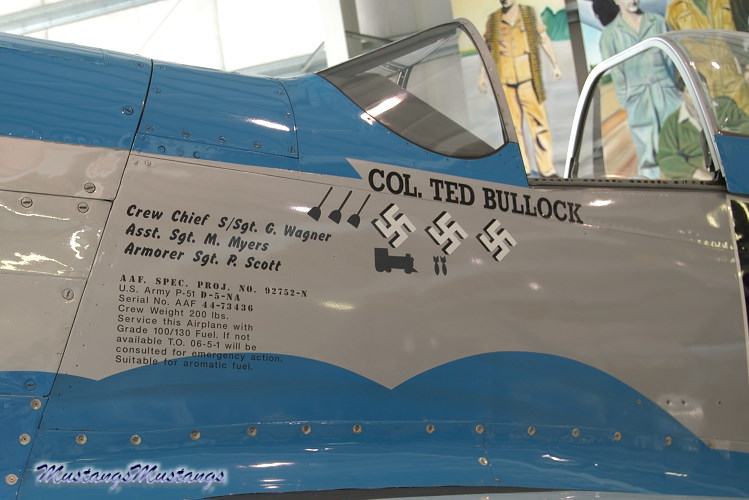 COL. TED BULLOCK
Crew Chief S/Sgt. G. Wagner
Asst. Sgt. M. Myers
Armorer Sgt. R. Scott
AAF. SPEC. PROJ. NO. 92752-N
U.S. Army P-51 D-5-NA
Serial No. AAF 44-73436
Crew Weight 200 lbs.
Service this Airplane with
Grade 100/130 Fuel. If not
available T.O. 06-5-1 will be
consulted for emergency action.
Suitable for aromatic fuel.
MustangsMustangs